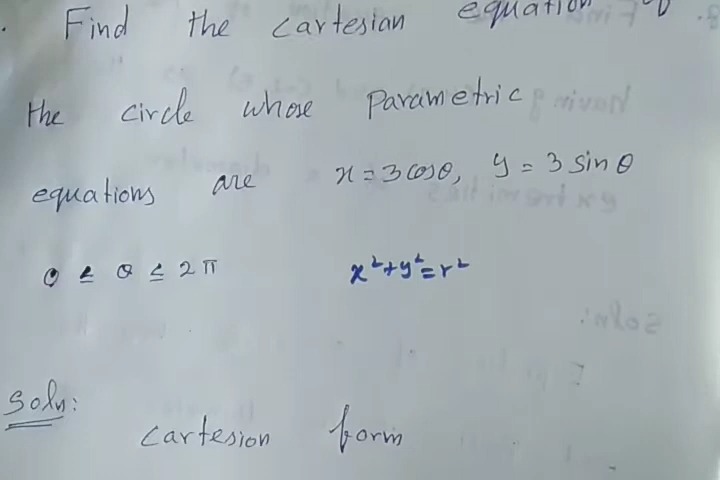 Find the cartesian equation
the circle whose parametric
equations are x = 3 cosθ, y = 3 sin θ
0 ≤ θ ≤ 2π x²+y²=r²
Soln:
cartesion form